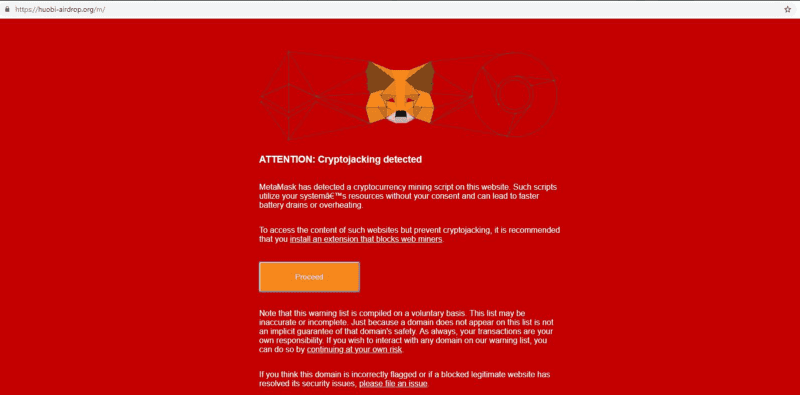 https://huobi-airdrop.org/m/
ATTENTION: Cryptojacking detected
MetaMask has detected a cryptocurrency mining script on this website. Such scripts
utilize your systemâ€™s resources without your consent and can lead to faster
battery drains or overheating.
To access the content of such websites but prevent cryptojacking, it is recommended
that you install an extension that blocks web miners.
Proceed
Note that this warning list is compiled on a voluntary basis. This list may be
inaccurate or incomplete. Just because a domain does not appear on this list is not
an implicit guarantee of that domain's safety. As always, your transactions are your
own responsibility. If you wish to interact with any domain on our warning list, you
can do so by continuing at your own risk.
If you think this domain is incorrectly flagged or if a blocked legitimate website has
resolved its security issues, please file an issue.